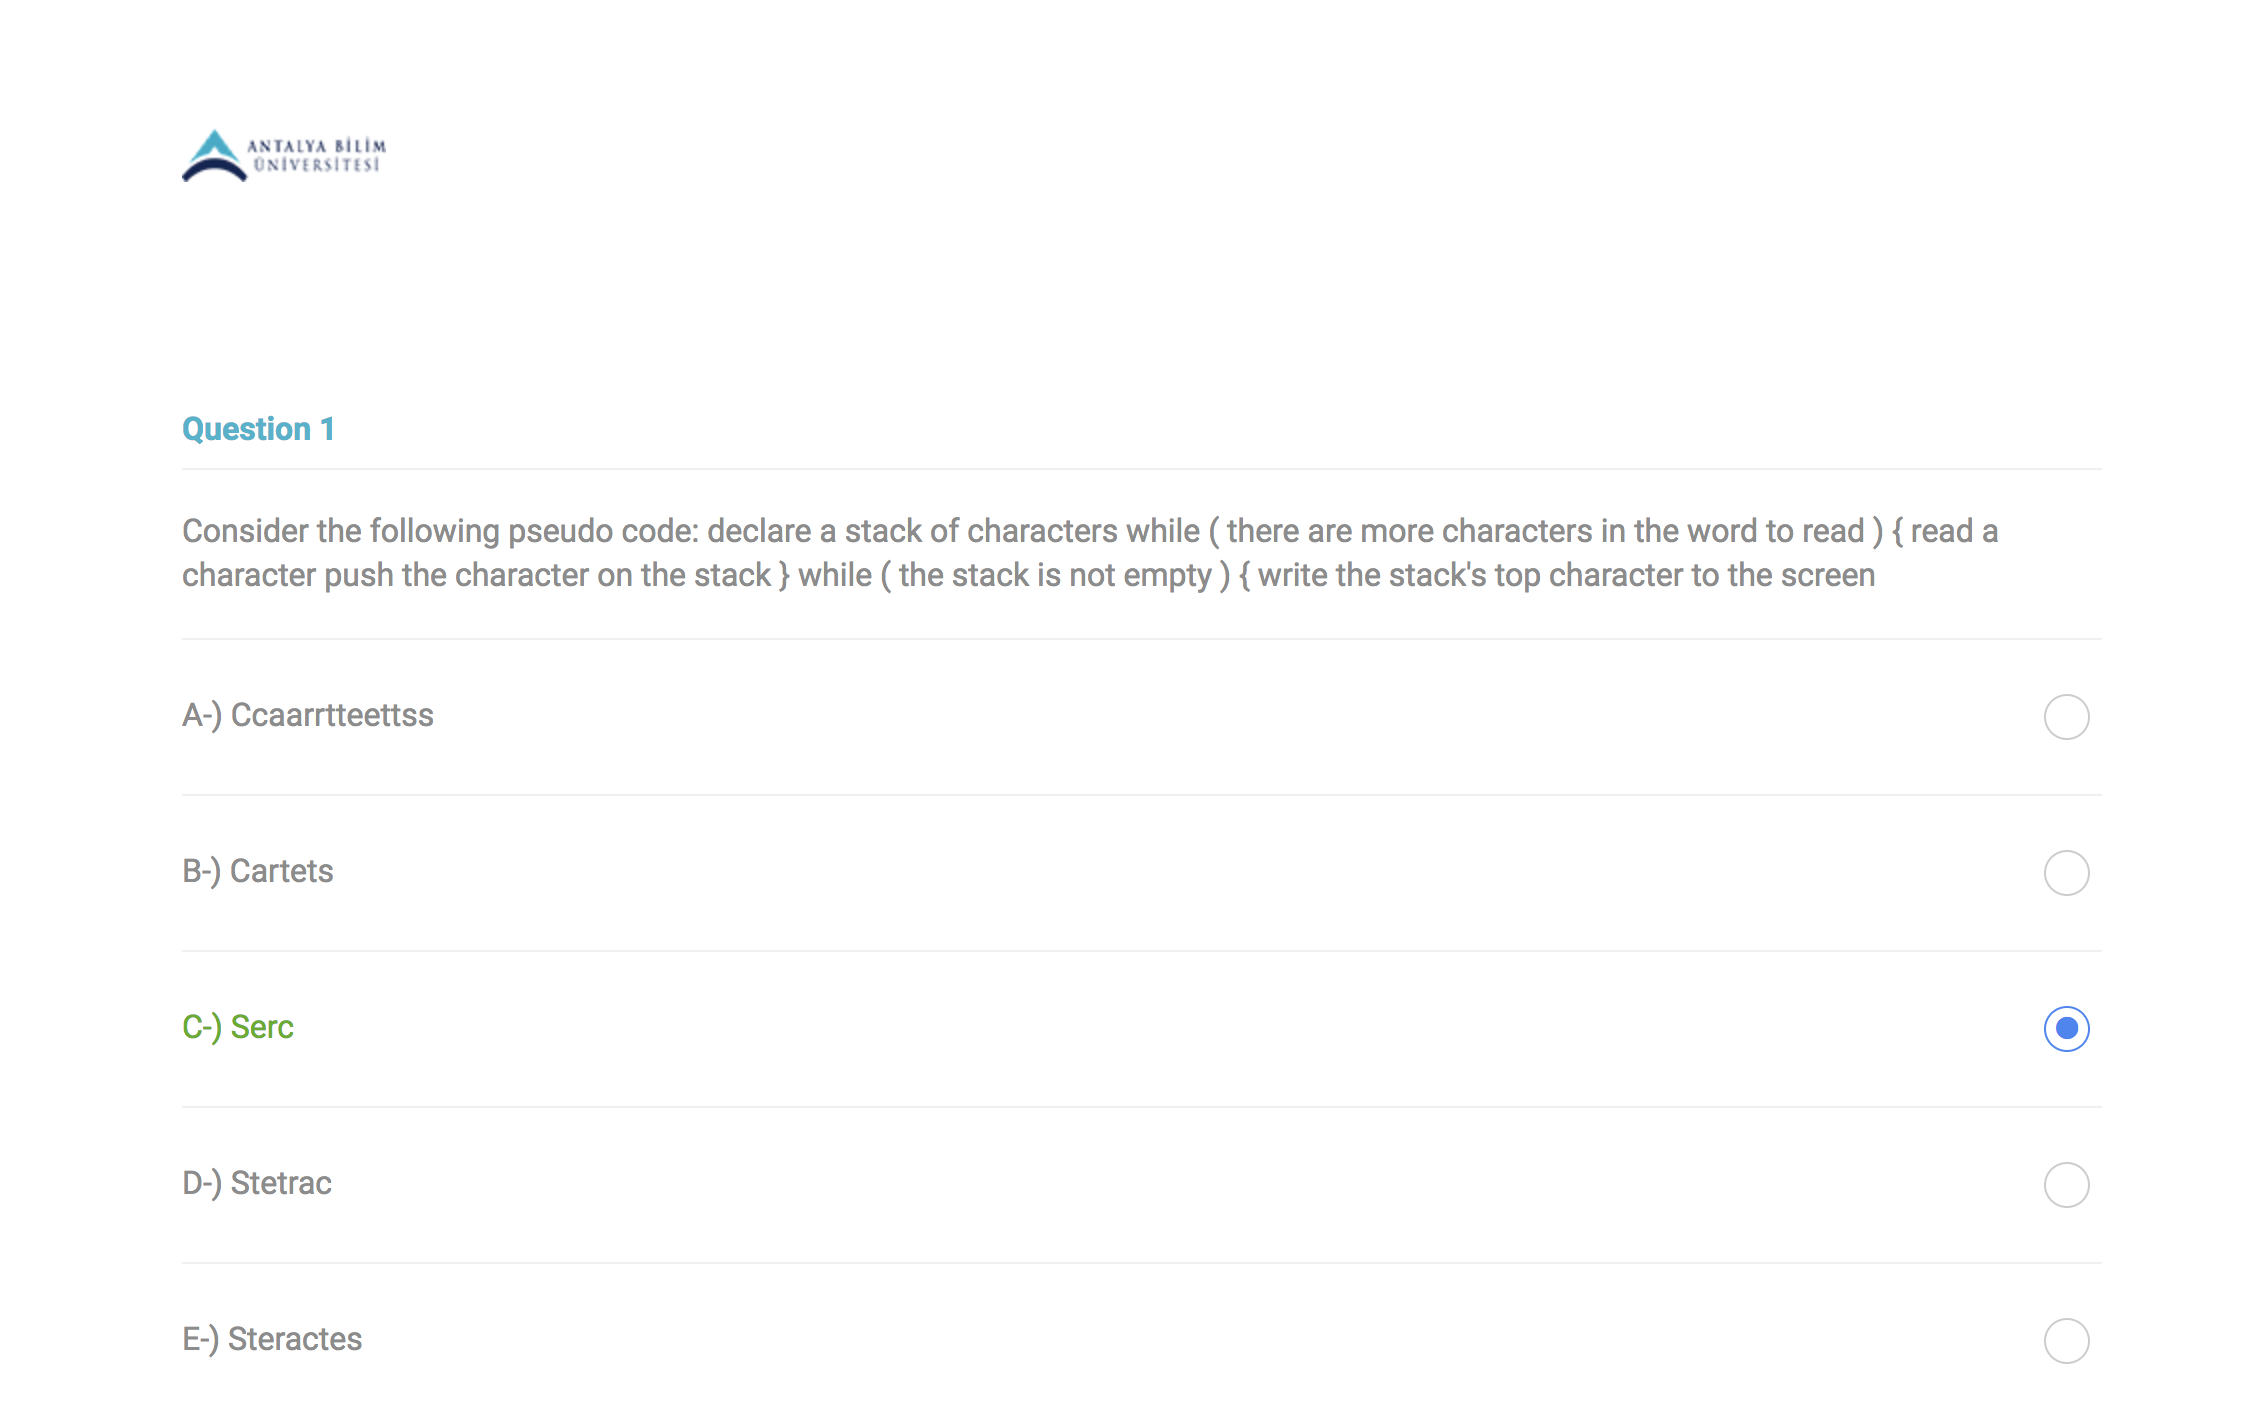 ANTALYA BİLİM
ÜNİVERSİTESİ
Question 1
Consider the following pseudo code: declare a stack of characters while ( there are more characters in the word to read ) { read a
character push the character on the stack } while ( the stack is not empty ) { write the stack's top character to the screen
A-) Ccaarrtteettss
B-) Cartets
C-) Serc
D-) Stetrac
E-) Steractes